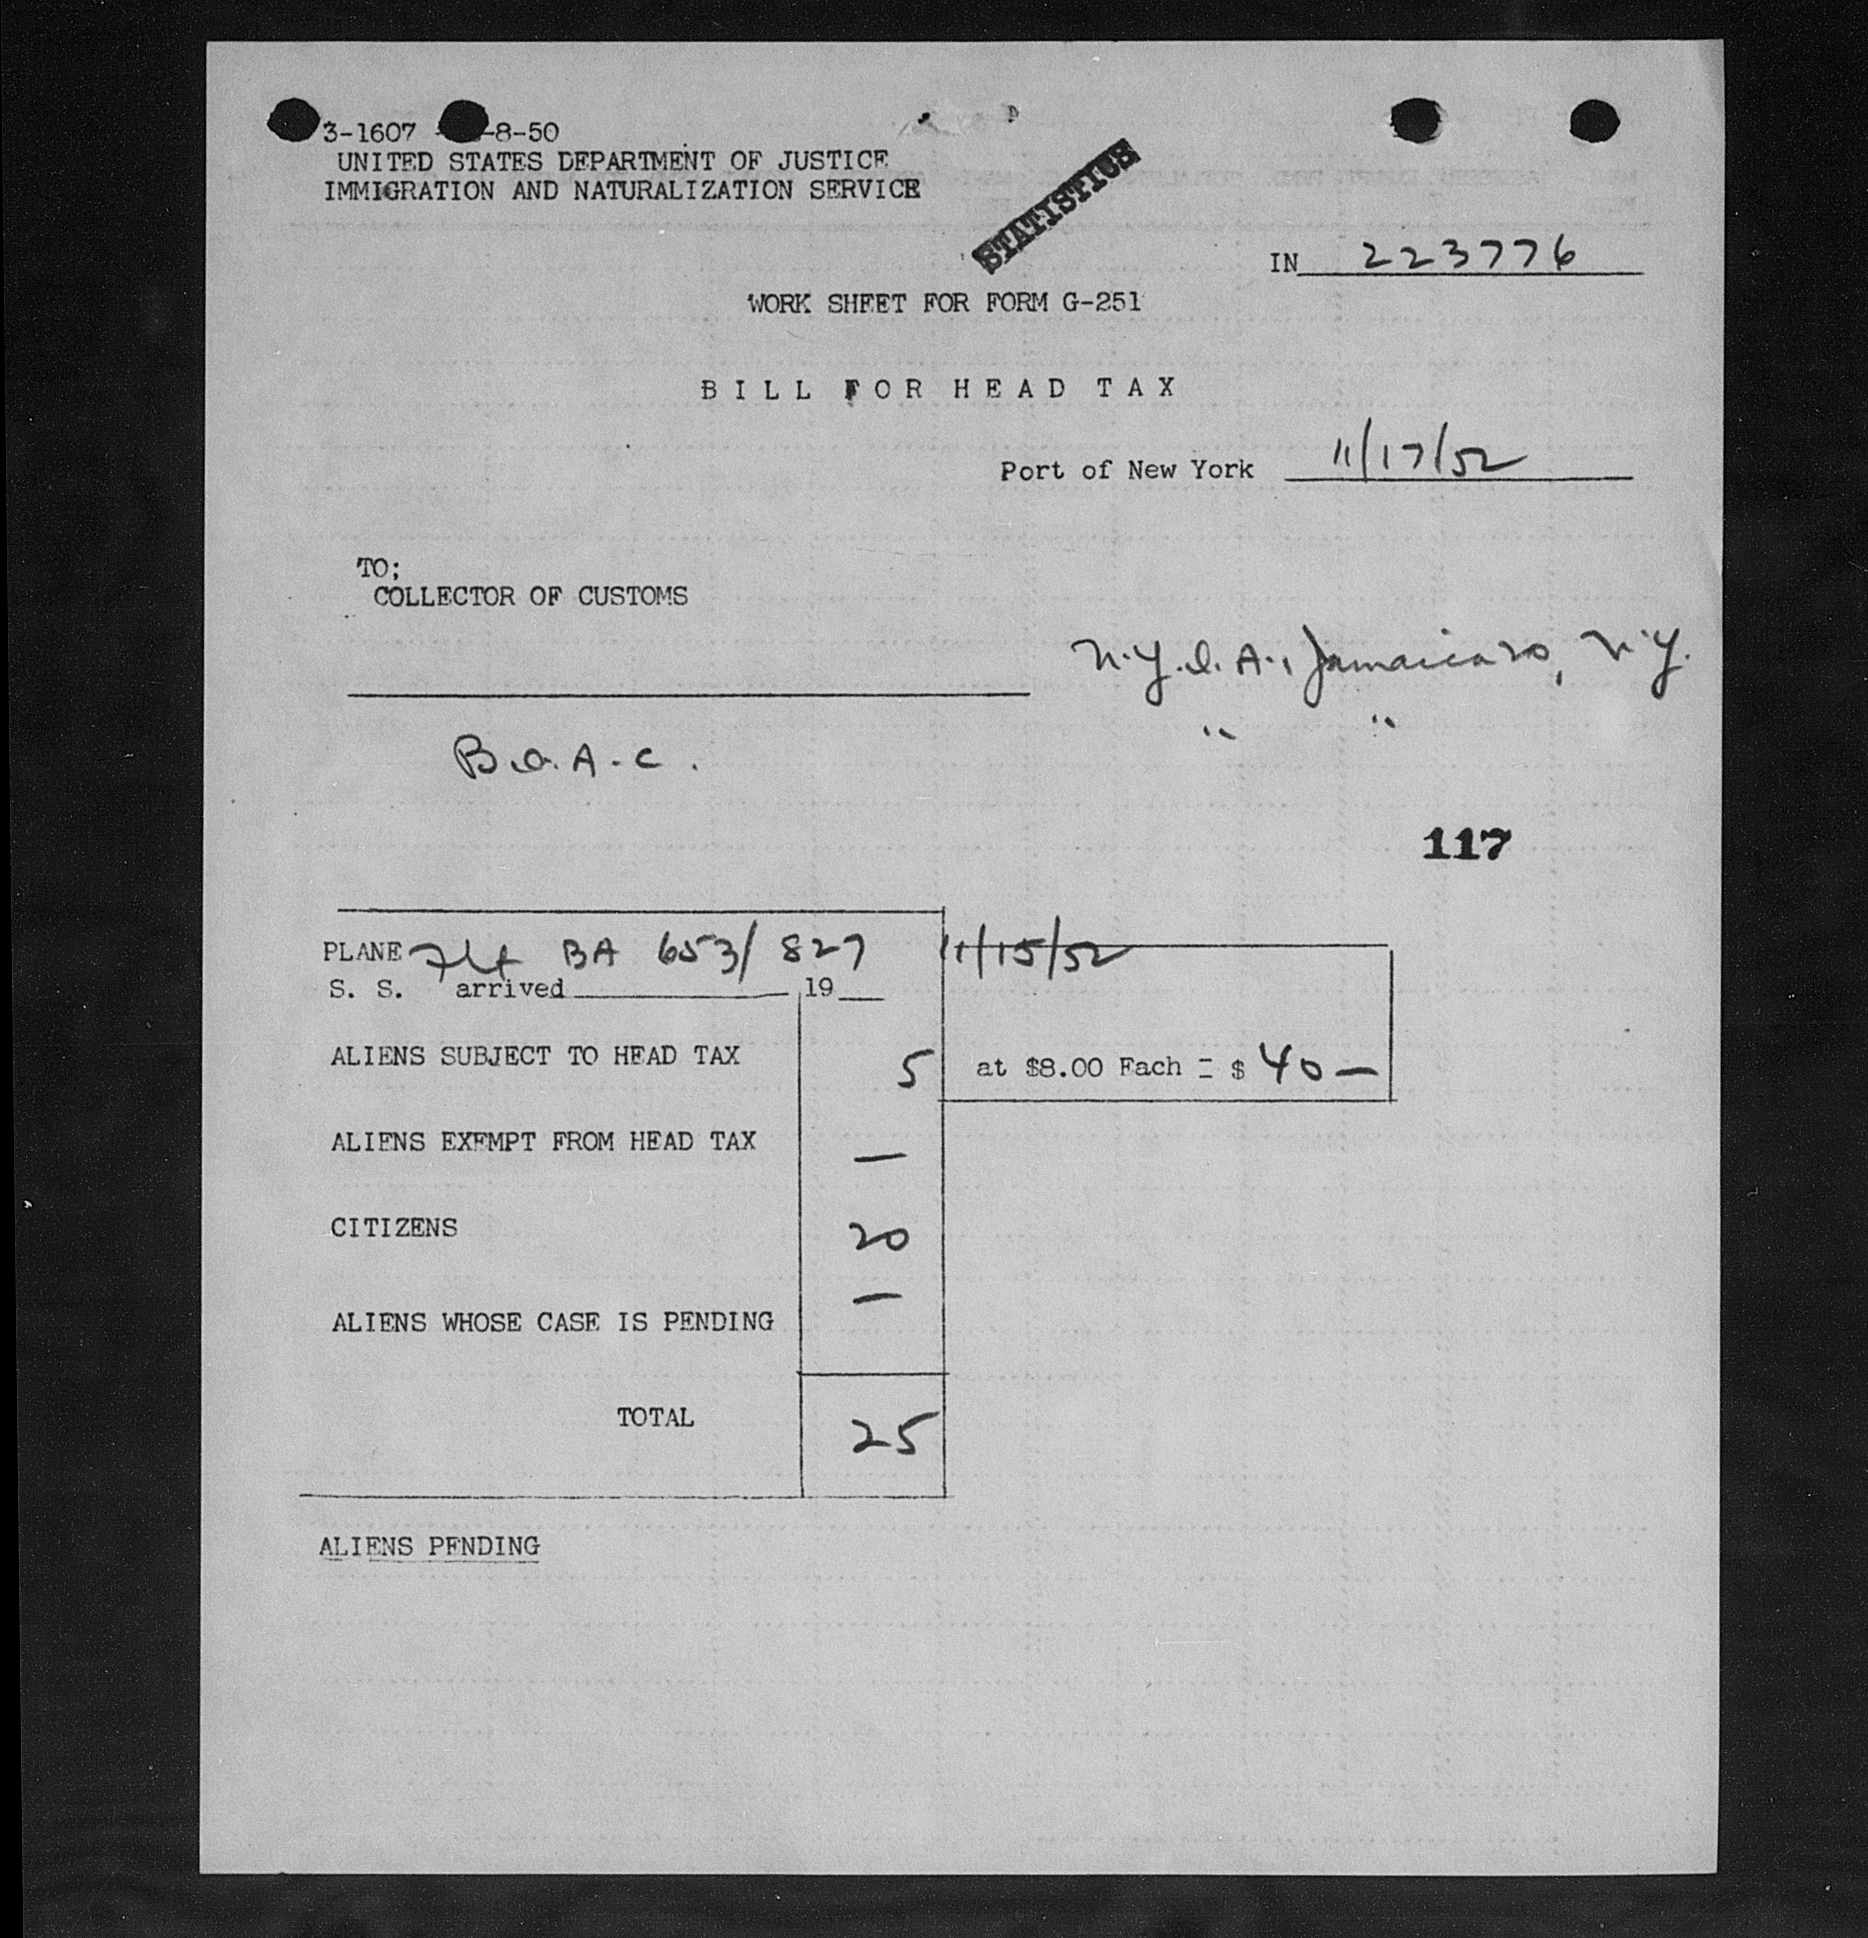 3-1607 -8-50
UNITED STATES DEPARTMENT OF JUSTICE
IMMIGRATION AND NATURALIZATION SERVICE
STATISTICS
IN 223776
WORK SHEET FOR FORM G-251
BILL FOR HEAD TAX
Port of New York 11/17/52
TO;
COLLECTOR OF CUSTOMS
N.Y.I.A., Jamaica 20, N.Y.
" "
B.O.A.C.
117
PLANE Flt BA 653/827 11/15/52
S. S. arrived 19
ALIENS SUBJECT TO HEAD TAX 5 at $8.00 Each = $ 40 —
ALIENS EXEMPT FROM HEAD TAX —
CITIZENS 20
ALIENS WHOSE CASE IS PENDING —
TOTAL 25
ALIENS PENDING